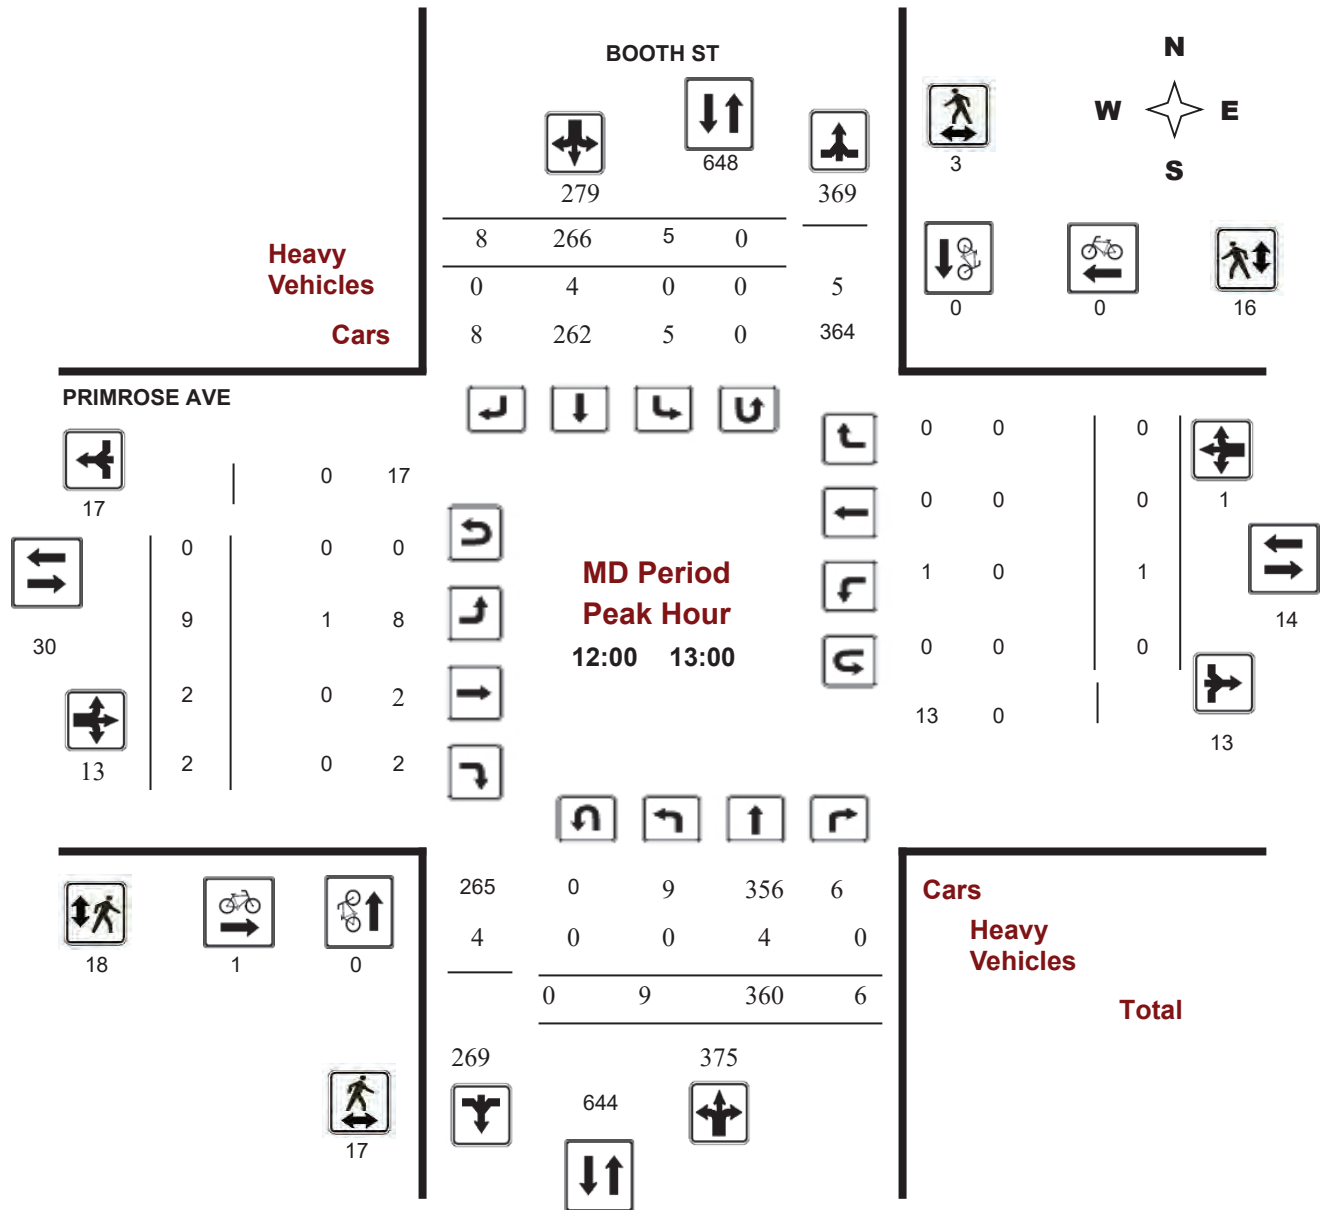 BOOTH ST
N
W E
S
648
3
279 369
8 266 5 0
Heavy
Vehicles
0 4 0 0 5
0 0 16
Cars
8 262 5 0 364
PRIMROSE AVE
0 0 0
0 17
17
1
0 0 0
0 0 0
MD Period
1 0 1
Peak Hour
9 1 8
14
30
12:00 13:00
0 0 0
2 0 2
13 0
13
13 2 0 2
265 0 9 356 6
Cars
4 0 0 4 0
Heavy
Vehicles
18 1 0
0 9 360 6
Total
269 375
644
17